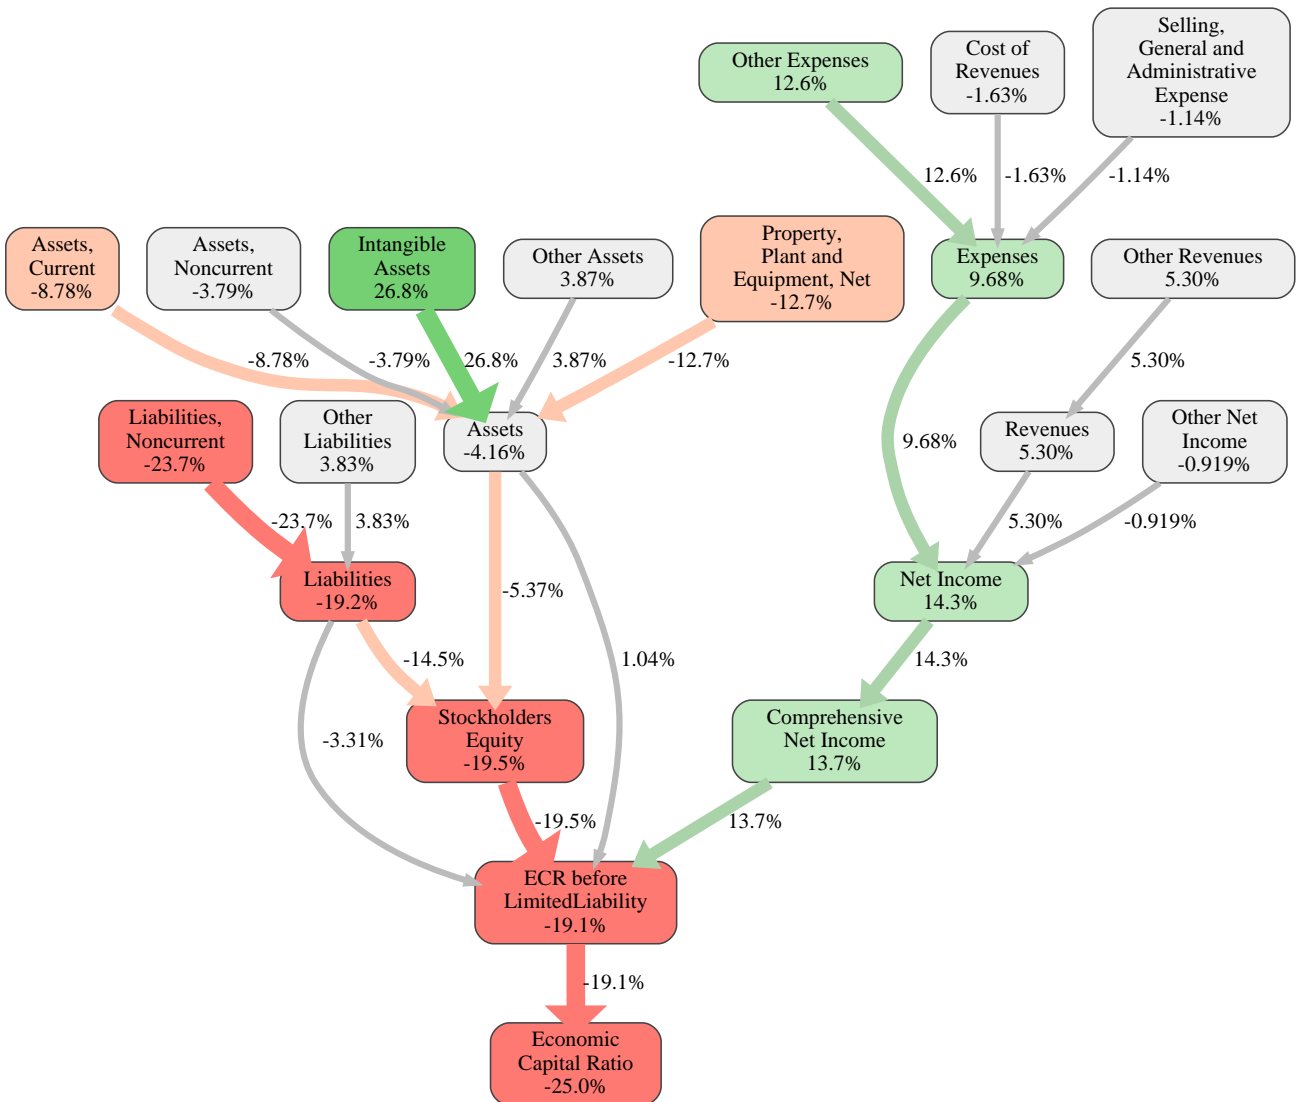 Other Expenses
12.6%
Cost of
Revenues
-1.63%
Selling,
General and
Administrative
Expense
-1.14%
12.6%
-1.63%
-1.14%
Assets,
Current
-8.78%
Assets,
Noncurrent
-3.79%
Intangible
Assets
26.8%
Other Assets
3.87%
Property,
Plant and
Equipment, Net
-12.7%
Expenses
9.68%
Other Revenues
5.30%
-8.78%
-3.79%
26.8%
3.87%
-12.7%
5.30%
Liabilities,
Noncurrent
-23.7%
Other
Liabilities
3.83%
Assets
-4.16%
9.68%
Revenues
5.30%
Other Net
Income
-0.919%
-23.7%
3.83%
5.30%
-0.919%
Liabilities
-19.2%
-5.37%
Net Income
14.3%
-14.5%
1.04%
14.3%
Stockholders
Equity
-19.5%
Comprehensive
Net Income
13.7%
-3.31%
-19.5%
13.7%
ECR before
LimitedLiability
-19.1%
-19.1%
Economic
Capital Ratio
-25.0%